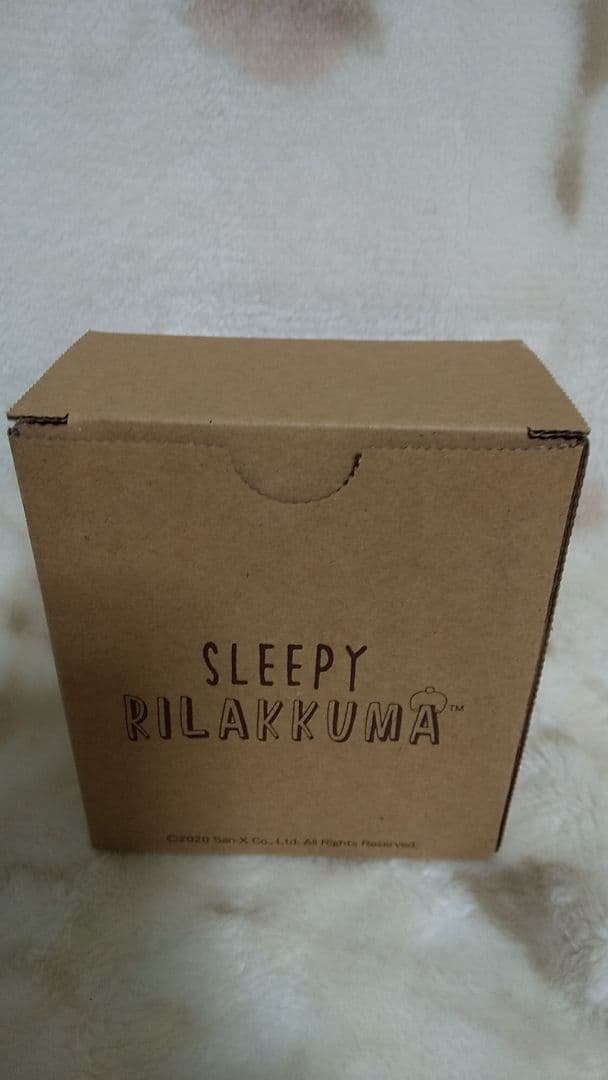 SLEEPY
RILAKKUMA™
©2020 San-X Co., Ltd. All Rights Reserved.